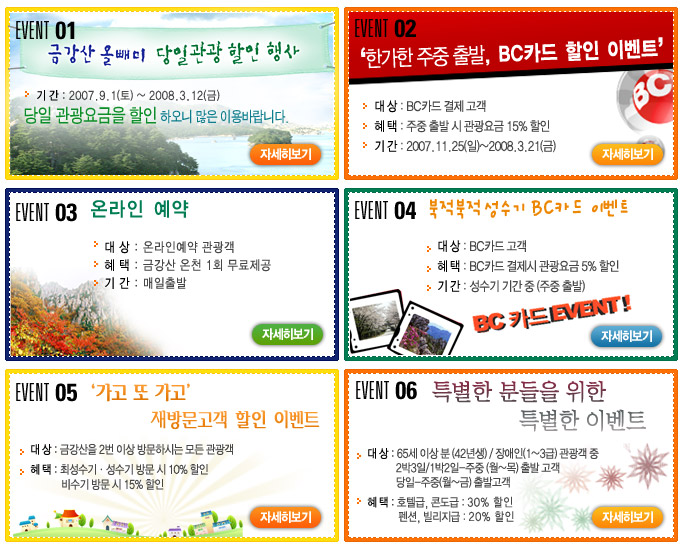 EVENT 01
금강산 올빼미 당일관광 할인 행사
기 간 : 2007.9.1(토) ~ 2008.3.12(금)
당일 관광요금을 할인 하오니 많은 이용바랍니다.
자세히보기
EVENT 02
‘한가한 주중 출발, BC카드 할인 이벤트’
BC
대 상 : BC카드 결제 고객
혜 택 : 주중 출발 시 관광요금 15% 할인
기 간 : 2007.11.25(일)~2008.3.21(금)
자세히보기
EVENT 03
온라인 예약
대 상 : 온라인예약 관광객
혜 택 : 금강산 온천 1회 무료제공
기 간 : 매일출발
자세히보기
EVENT 04
북적북적 성수기 BC카드 이벤트
대 상 : BC카드 고객
혜 택 : BC카드 결제시 관광요금 5% 할인
기 간 : 성수기 기간 중 (주중 출발)
BC 카드 EVENT !
자세히보기
EVENT 05
‘가고 또 가고’
재방문고객 할인 이벤트
대 상 : 금강산을 2번 이상 방문하시는 모든 관광객
혜 택 : 최성수기 · 성수기 방문 시 10% 할인
비수기 방문 시 15% 할인
자세히보기
EVENT 06
특별한 분들을 위한
특별한 이벤트
대 상 : 65세 이상 분 (42년생) / 장애인(1~3급) 관광객 중
2박3일/1박2일-주중 (월~목) 출발 고객
당일-주중(월~금) 출발고객
혜 택 : 호텔급, 콘도급 : 30% 할인
펜션, 빌리지급 : 20% 할인
자세히보기